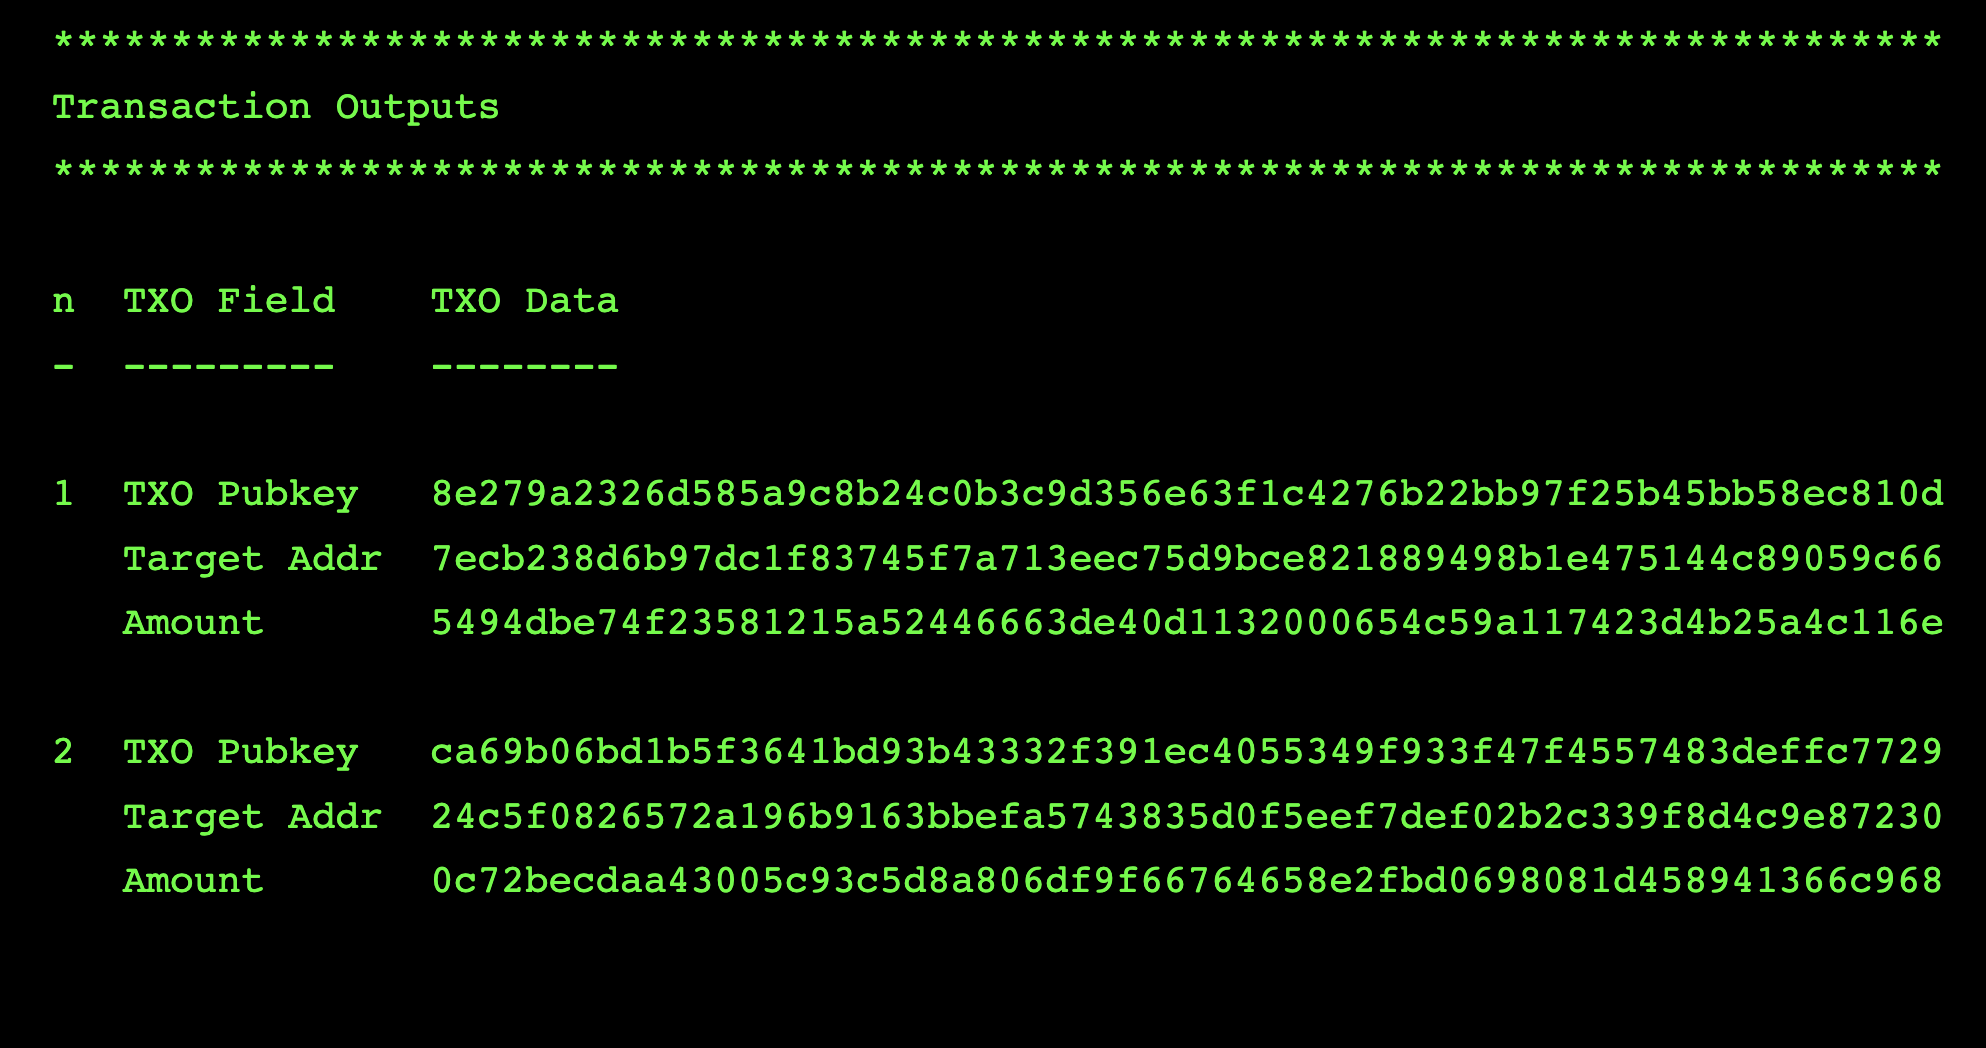 ********************************************************************************
Transaction Outputs
********************************************************************************
n  TXO Field    TXO Data
-  ---------    --------
1  TXO Pubkey   8e279a2326d585a9c8b24c0b3c9d356e63f1c4276b22bb97f25b45bb58ec810d
   Target Addr  7ecb238d6b97dc1f83745f7a713eec75d9bce821889498b1e475144c89059c66
   Amount       5494dbe74f23581215a52446663de40d1132000654c59a117423d4b25a4c116e
2  TXO Pubkey   ca69b06bd1b5f3641bd93b43332f391ec4055349f933f47f4557483deffc7729
   Target Addr  24c5f0826572a196b9163bbefa5743835d0f5eef7def02b2c339f8d4c9e87230
   Amount       0c72becdaa43005c93c5d8a806df9f66764658e2fbd0698081d458941366c968